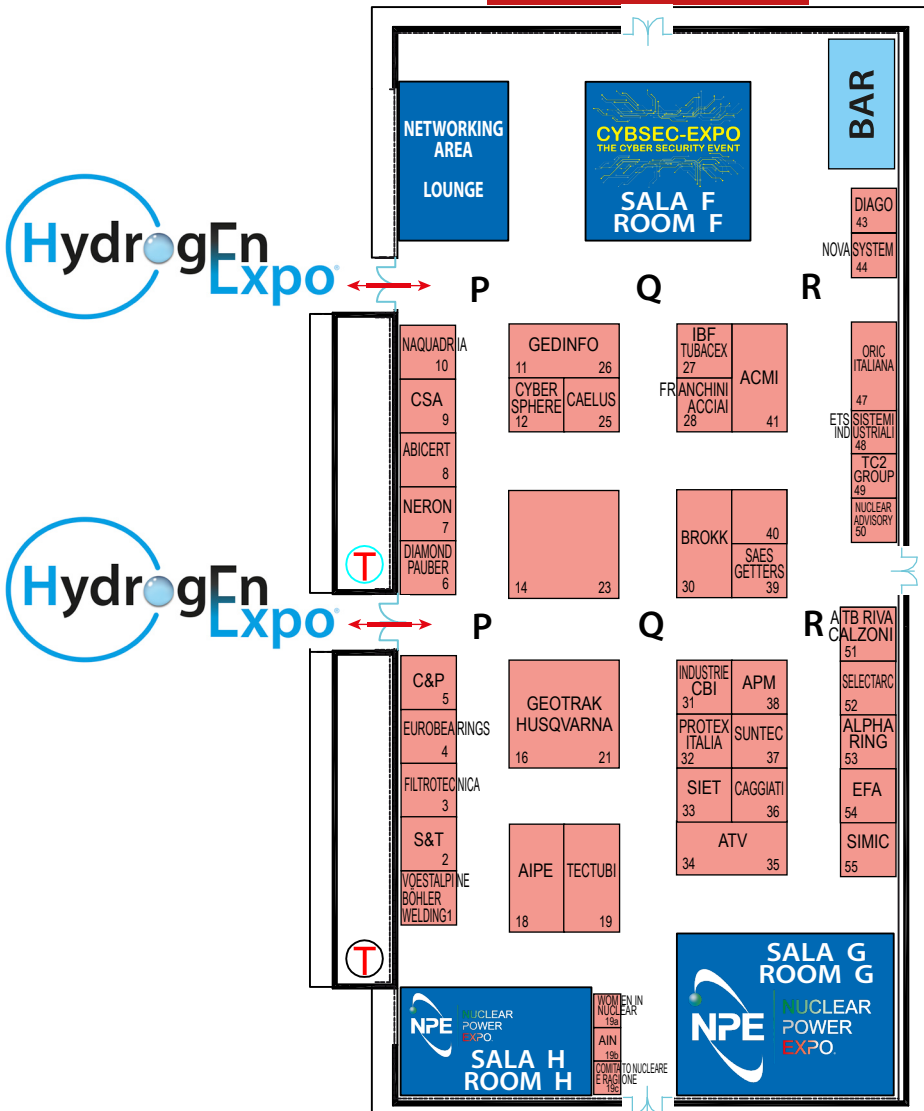 NETWORKING
AREA
LOUNGE
CYBSEC-EXPO
THE CYBER SECURITY EVENT
SALA F
ROOM F
BAR
DIAGO
43
NOVA SYSTEM
44
HydrogEn
Expo®
P
Q
R
NAQUADRIA
10
CSA
9
ABICERT
8
NERON
7
DIAMOND
PAUBER
6
GEDINFO
11
26
CYBER
SPHERE
12
CAELUS
25
IBF
TUBACEX
27
FRANCHINI
ACCIAI
28
ACMI
41
ORIC
ITALIANA
47
ETS SISTEMI
INDUSTRIALI
48
TC2
GROUP
49
NUCLEAR
ADVISORY
50
14
23
BROKK
30
40
SAES
GETTERS
39
T
HydrogEn
Expo®
P
Q
R
ATB RIVA
CALZONI
51
SELECTARC
52
ALPHA
RING
53
EFA
54
SIMIC
55
C&P
5
EUROBEARINGS
4
FILTROTECNICA
3
S&T
2
VOESTALPINE
BÖHLER
WELDING1
GEOTRAK
HUSQVARNA
16
21
INDUSTRIE
CBI
31
APM
38
PROTEX
ITALIA
32
SUNTEC
37
SIET
33
CAGGIATI
36
ATV
34
35
AIPE
18
TECTUBI
19
T
NPE
NUCLEAR
POWER
EXPO.
SALA H
ROOM H
WOMEN IN
NUCLEAR
19a
AIN
19b
COMITATO NUCLEARE
E RAGIONE
19c
SALA G
ROOM G
NPE
NUCLEAR
POWER
EXPO.